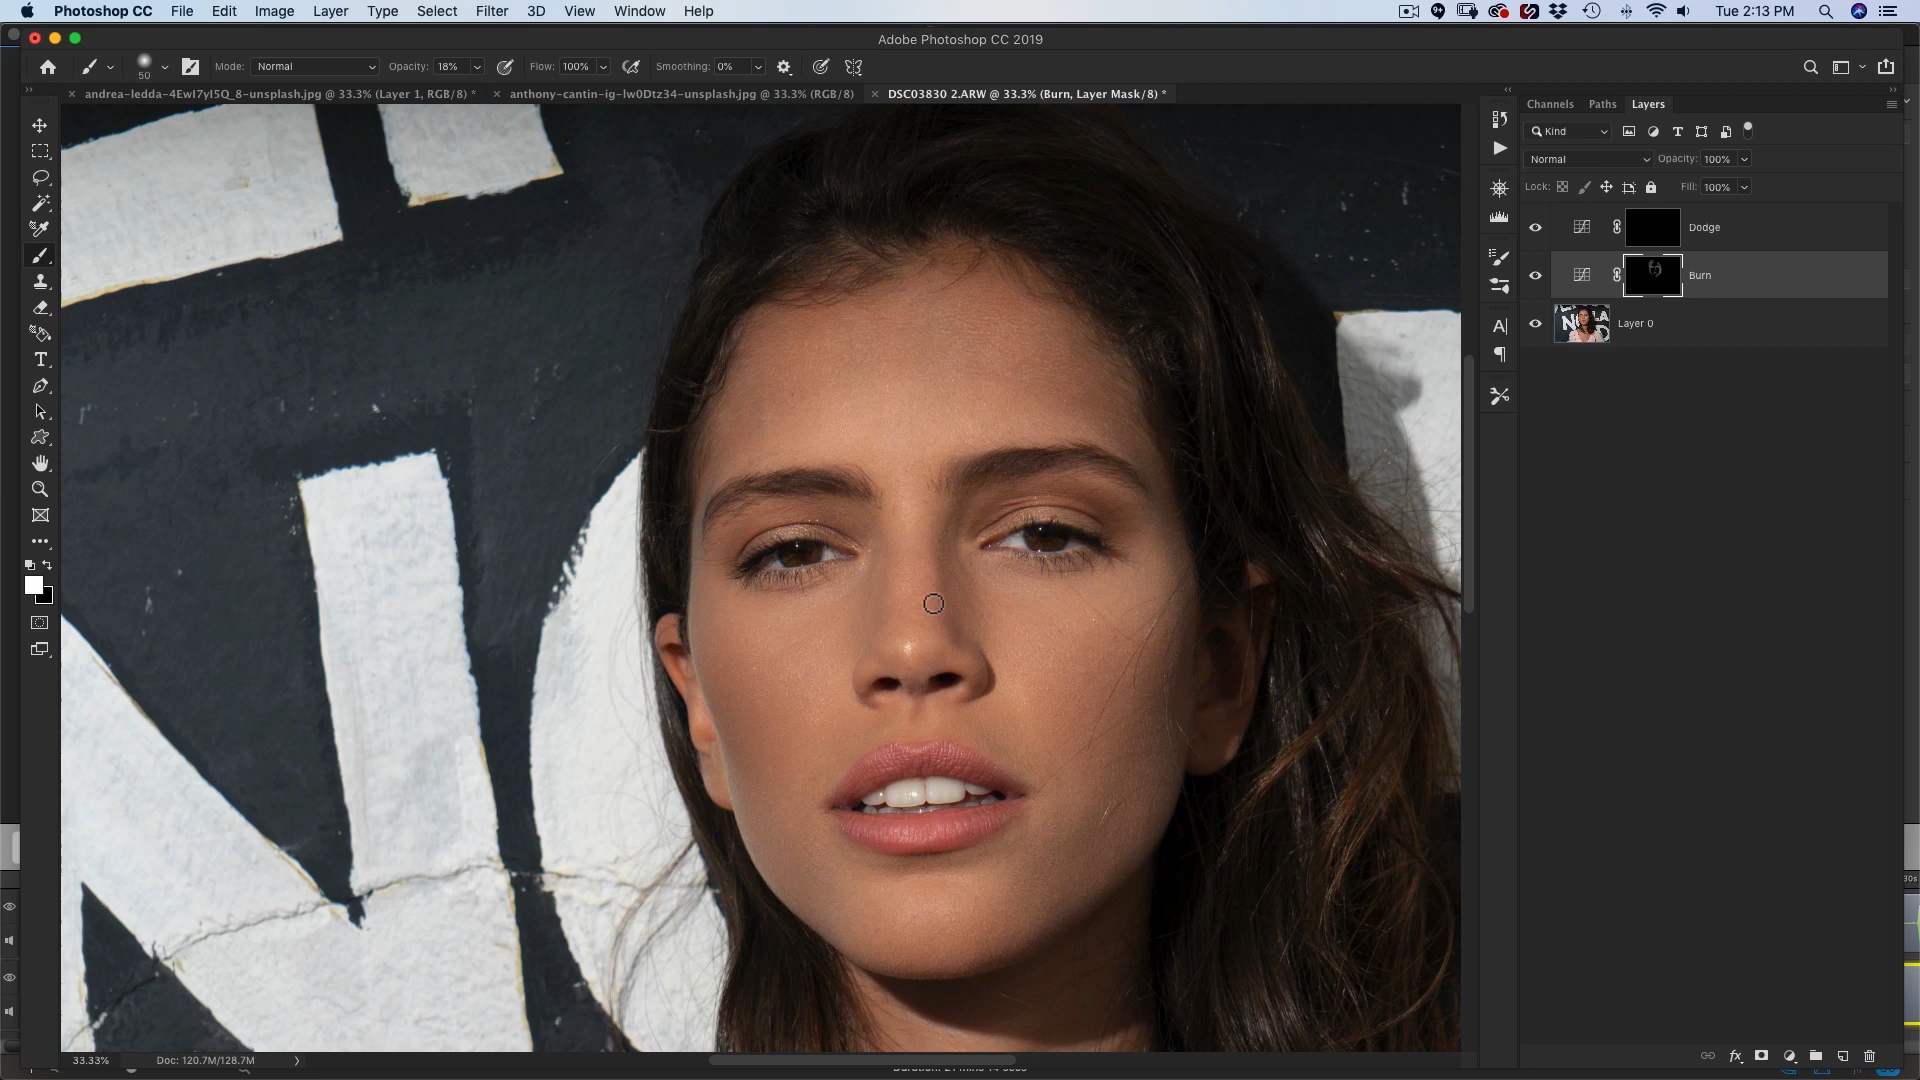 Photoshop CC File Edit Image Layer Type Select Filter 3D View Window Help
9+
Tue 2:13 PM
Adobe Photoshop CC 2019
50
Mode: Normal
Opacity: 18%
Flow: 100%
Smoothing: 0%
andrea-ledda-4EwI7yI5Q_8-unsplash.jpg @ 33.3% (Layer 1, RGB/8) *
anthony-cantin-ig-lw0Dtz34-unsplash.jpg @ 33.3% (RGB/8)
DSC03830 2.ARW @ 33.3% (Burn, Layer Mask/8) *
Channels Paths Layers
Kind
Normal
Opacity: 100%
Lock:
Fill: 100%
Dodge
Burn
Layer 0
33.33%
Doc: 120.7M/128.7M
30s